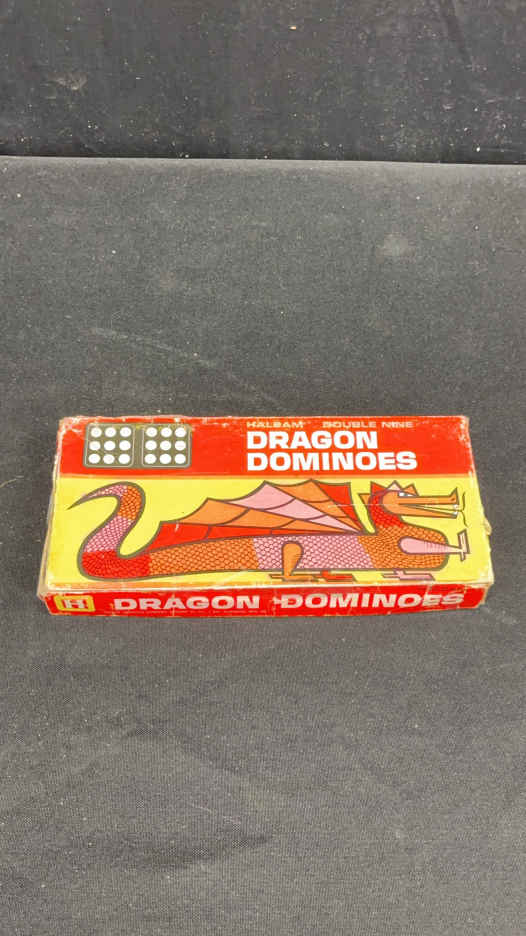 HALSAM DOUBLE NINE
DRAGON
DOMINOES
H DRAGON DOMINOES